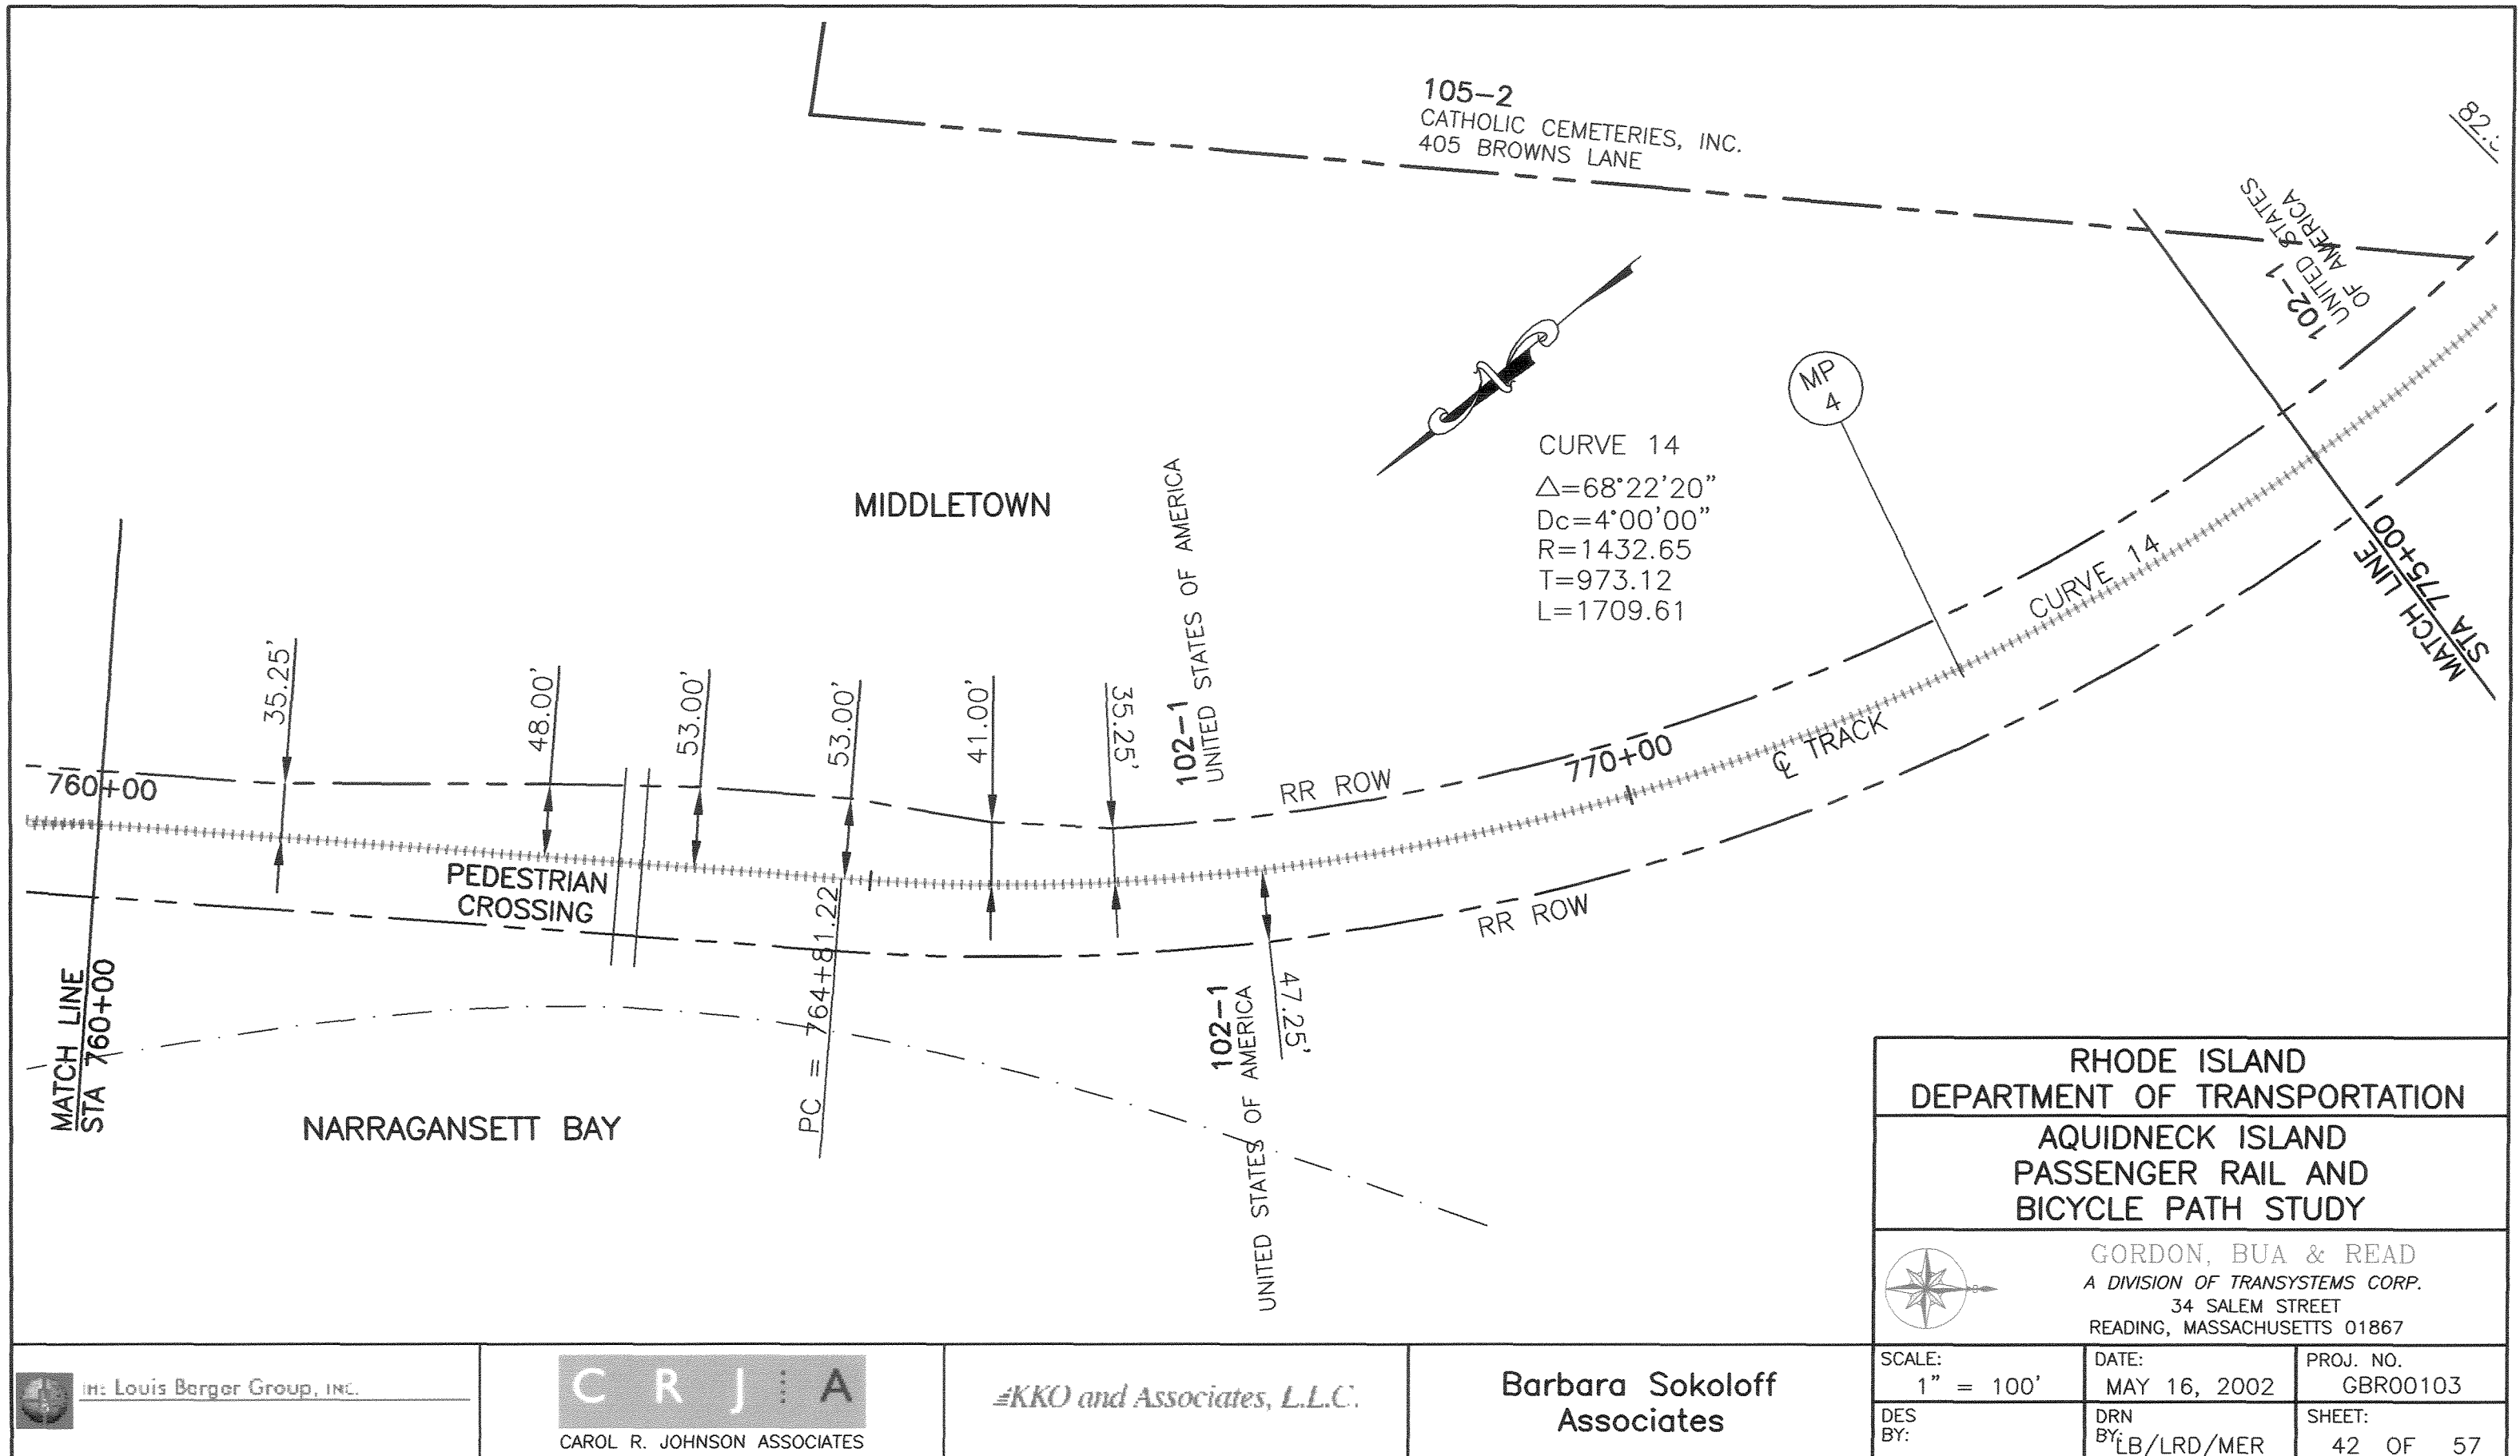 105-2
CATHOLIC CEMETERIES, INC.
405 BROWNS LANE
102-1
UNITED STATES
OF AMERICA
N
MP
4
CURVE 14
△=68°22'20"
Dc=4°00'00"
R=1432.65
T=973.12
L=1709.61
MIDDLETOWN
102-1
UNITED STATES OF AMERICA
MATCH LINE
STA 775+00
CURVE 14
35.25'
48.00'
53.00'
53.00'
41.00'
35.25'
760+00
770+00
RR ROW
℄ TRACK
PEDESTRIAN
CROSSING
RR ROW
PC = 764+81.22
47.25'
102-1
UNITED STATES OF AMERICA
MATCH LINE
STA 760+00
NARRAGANSETT BAY
RHODE ISLAND
DEPARTMENT OF TRANSPORTATION
AQUIDNECK ISLAND
PASSENGER RAIL AND
BICYCLE PATH STUDY
GORDON, BUA & READ
A DIVISION OF TRANSYSTEMS CORP.
34 SALEM STREET
READING, MASSACHUSETTS 01867
THE Louis Berger Group, INC.
C R J A
CAROL R. JOHNSON ASSOCIATES
KKO and Associates, L.L.C.
Barbara Sokoloff
Associates
SCALE:
1" = 100'
DATE:
MAY 16, 2002
PROJ. NO.
GBR00103
DES
BY:
DRN
BY:
LB/LRD/MER
SHEET:
42 OF 57